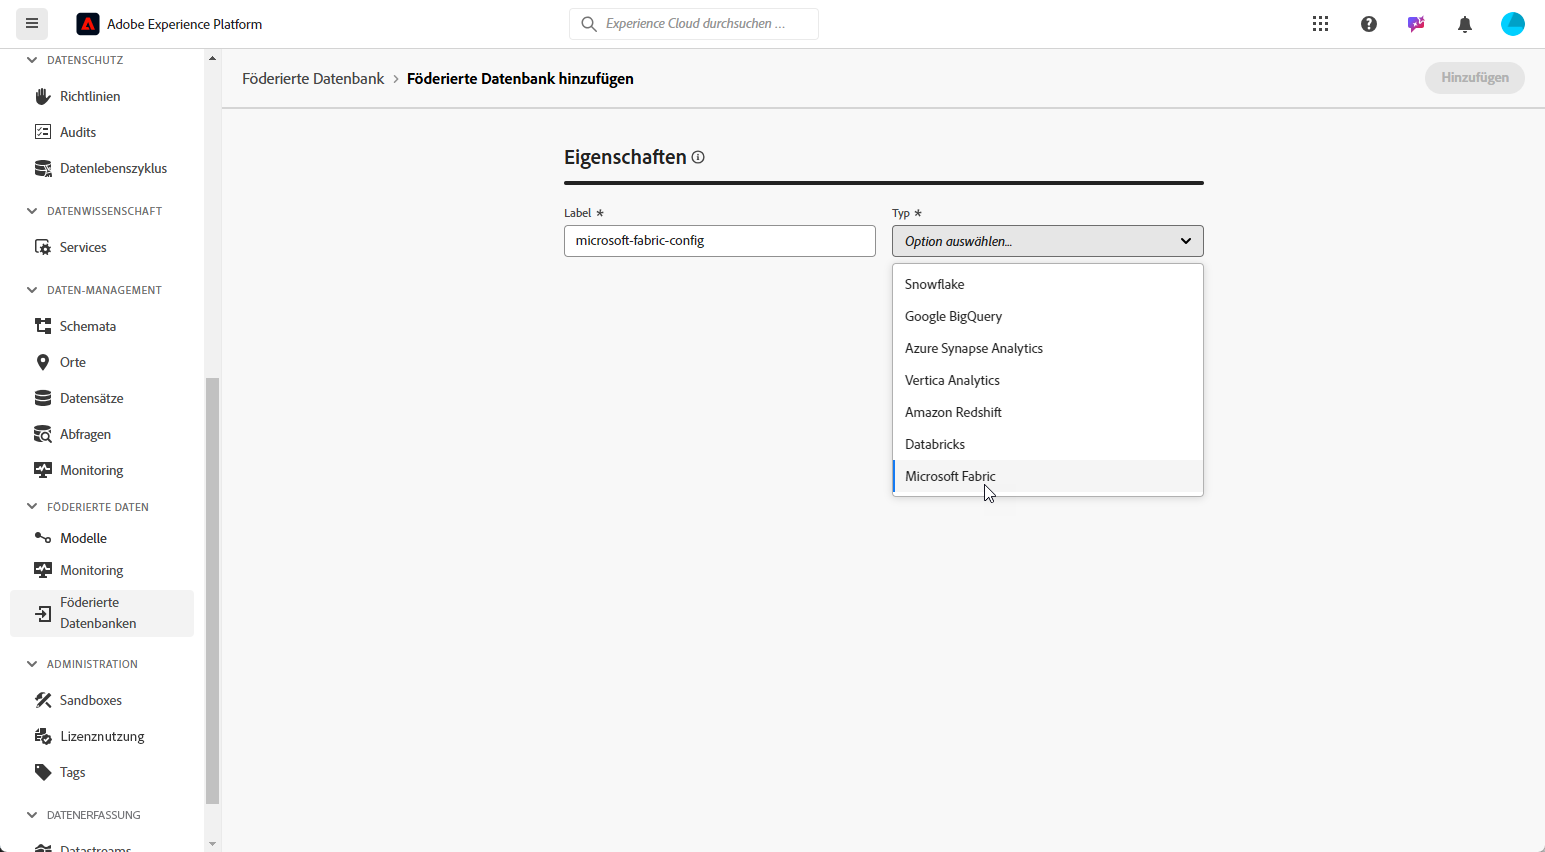 Adobe Experience Platform
Experience Cloud durchsuchen ...
DATENSCHUTZ
Richtlinien
Audits
Datenlebenszyklus
DATENWISSENSCHAFT
Services
DATEN-MANAGEMENT
Schemata
Orte
Datensätze
Abfragen
Monitoring
FÖDERIERTE DATEN
Modelle
Monitoring
Föderierte
Datenbanken
ADMINISTRATION
Sandboxes
Lizenznutzung
Tags
DATENERFASSUNG
Datastreams
Föderierte Datenbank > Föderierte Datenbank hinzufügen
Hinzufügen
Eigenschaften
Label *
microsoft-fabric-config
Typ *
Option auswählen...
Snowflake
Google BigQuery
Azure Synapse Analytics
Vertica Analytics
Amazon Redshift
Databricks
Microsoft Fabric